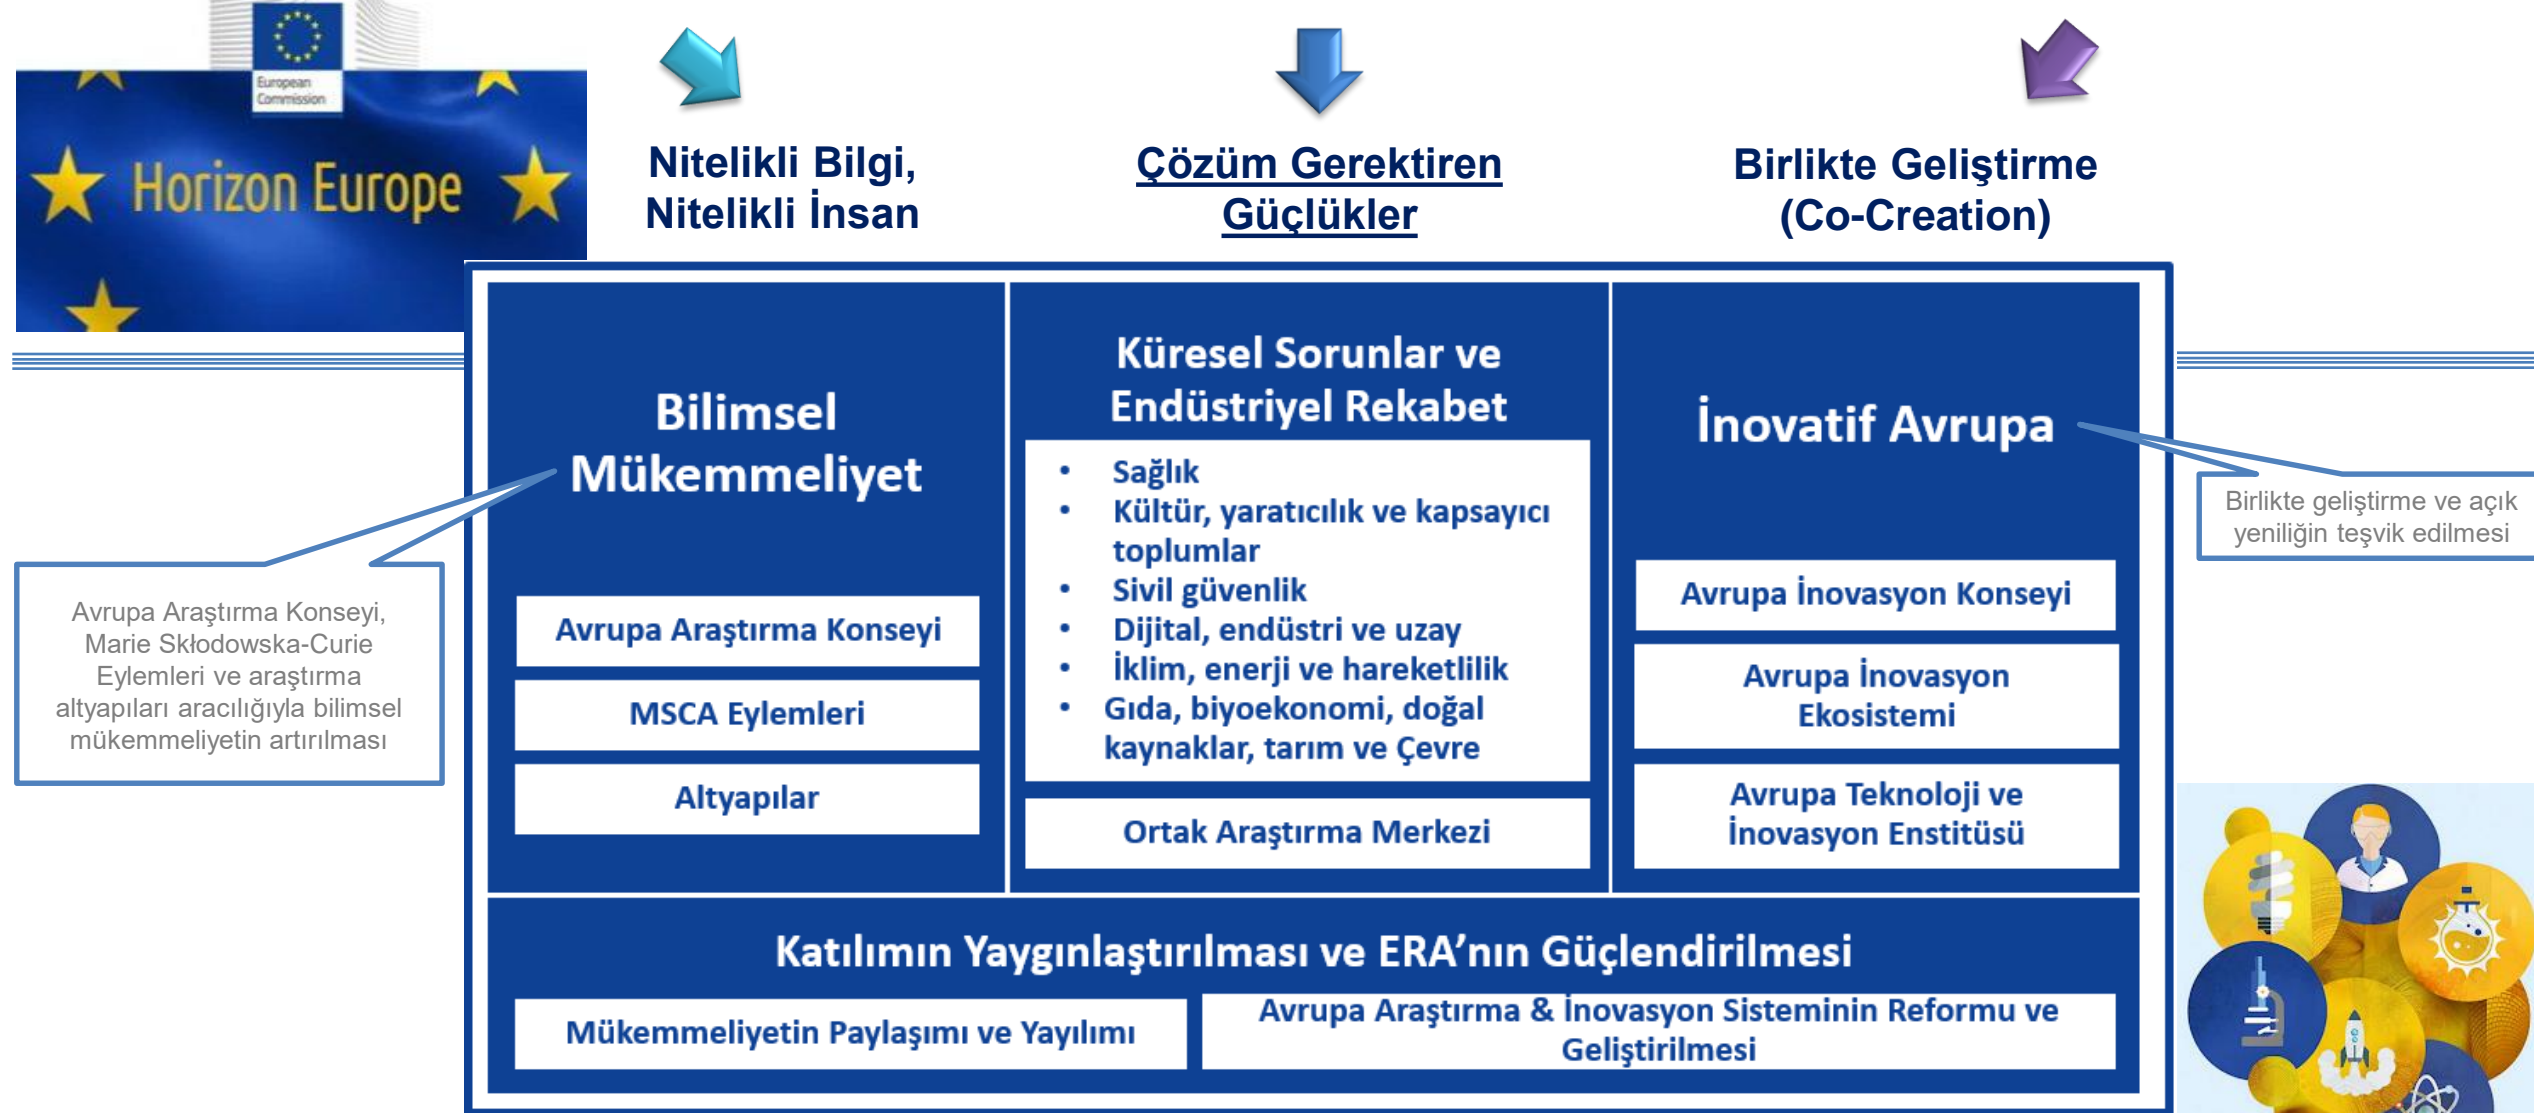 European
Commission
Horizon Europe
Nitelikli Bilgi,
Nitelikli İnsan
Çözüm Gerektiren
Güçlükler
Birlikte Geliştirme
(Co-Creation)
Bilimsel
Mükemmeliyet
Avrupa Araştırma Konseyi
MSCA Eylemleri
Altyapılar
Küresel Sorunlar ve
Endüstriyel Rekabet
• Sağlık
• Kültür, yaratıcılık ve kapsayıcı
toplumlar
• Sivil güvenlik
• Dijital, endüstri ve uzay
• İklim, enerji ve hareketlilik
• Gıda, biyoekonomi, doğal
kaynaklar, tarım ve Çevre
Ortak Araştırma Merkezi
İnovatif Avrupa
Avrupa İnovasyon Konseyi
Avrupa İnovasyon
Ekosistemi
Avrupa Teknoloji ve
İnovasyon Enstitüsü
Katılımın Yaygınlaştırılması ve ERA’nın Güçlendirilmesi
Mükemmeliyetin Paylaşımı ve Yayılımı
Avrupa Araştırma & İnovasyon Sisteminin Reformu ve
Geliştirilmesi
Avrupa Araştırma Konseyi,
Marie Skłodowska-Curie
Eylemleri ve araştırma
altyapıları aracılığıyla bilimsel
mükemmeliyetin artırılması
Birlikte geliştirme ve açık
yeniliğin teşvik edilmesi